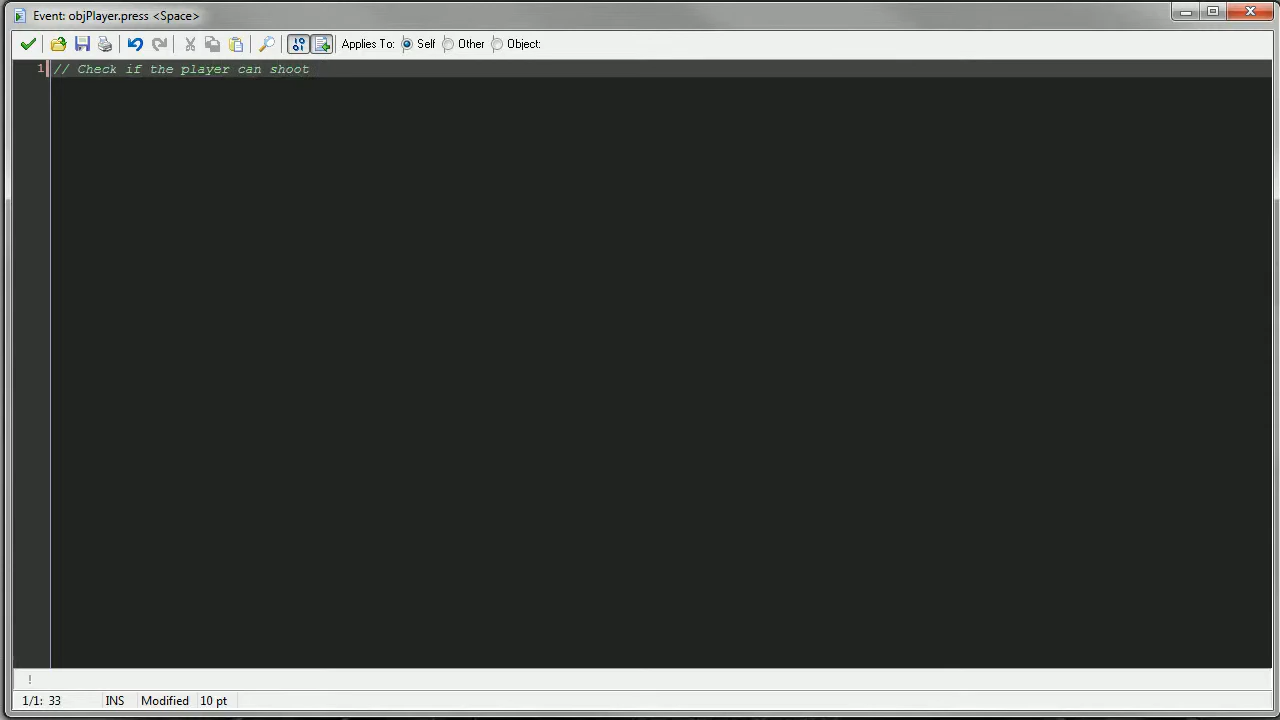 Event: objPlayer.press <Space>
Applies To: Self Other Object:
1 // Check if the player can shoot
!
1/1: 33 INS Modified 10 pt